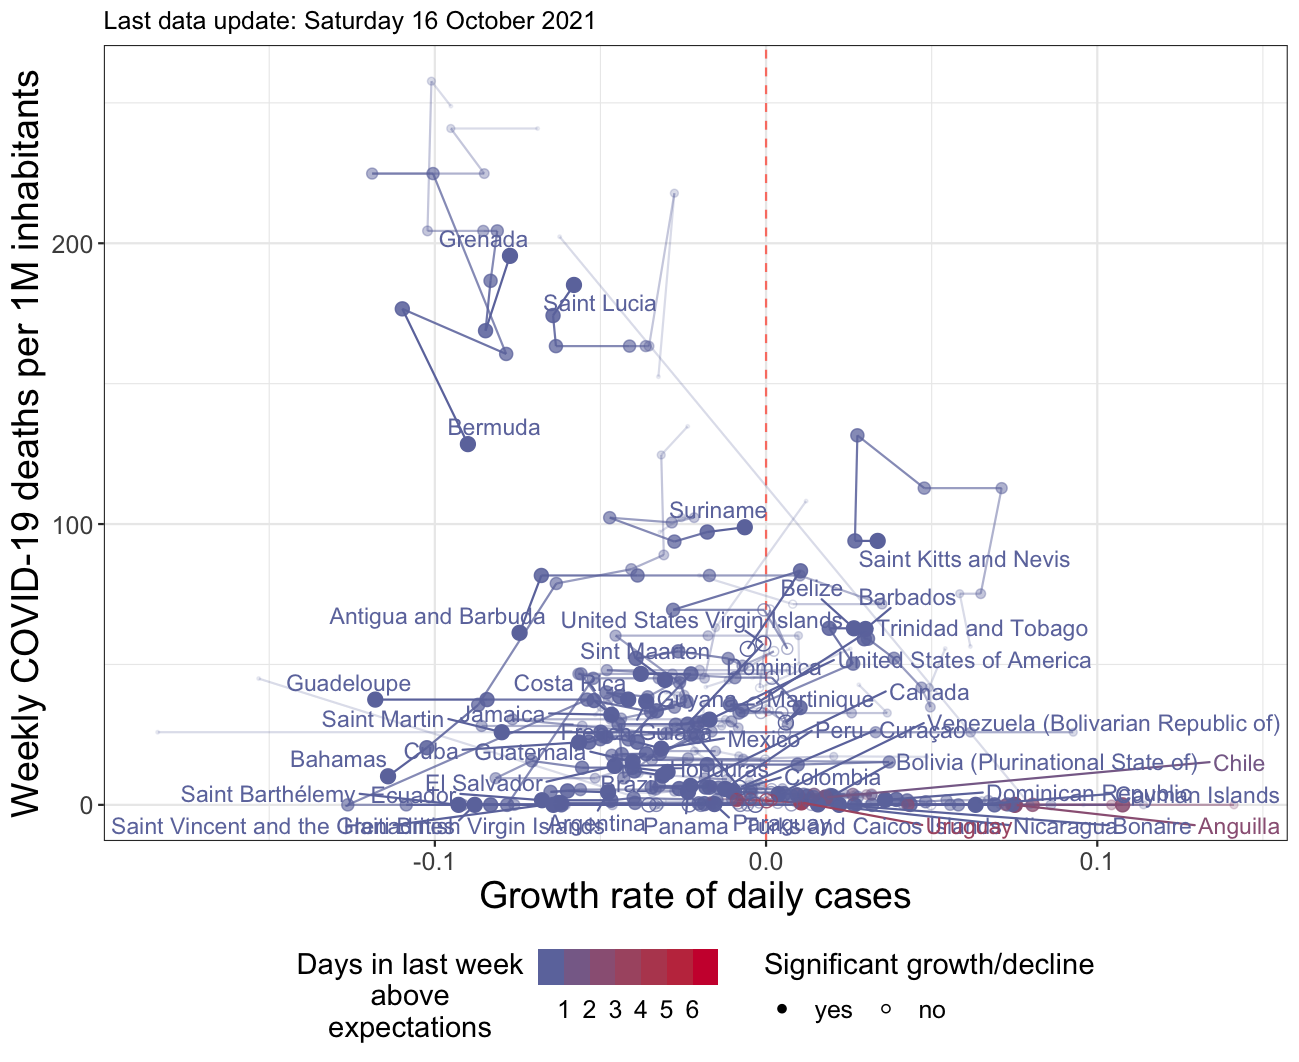 Last data update: Saturday 16 October 2021
Weekly COVID-19 deaths per 1M inhabitants
200
100
0
Grenada
Saint Lucia
Bermuda
Suriname
Saint Kitts and Nevis
Belize
Barbados
Antigua and Barbuda
United States Virgin Islands
Trinidad and Tobago
Sint Maarten
Dominica
United States of America
Guadeloupe
Costa Rica
Guyana
Martinique
Canada
Saint Martin
Jamaica
French Guiana
Mexico
Peru
Curaçao
Venezuela (Bolivarian Republic of)
Bahamas
Cuba
Guatemala
Honduras
Bolivia (Plurinational State of)
Chile
Colombia
El Salvador
Brazil
Saint Barthélemy
Ecuador
Dominican Republic
Cayman Islands
Saint Vincent and the Grenadines
Haiti
British Virgin Islands
Argentina
Panama
Paraguay
Turks and Caicos Islands
Uruguay
Nicaragua
Bonaire
Anguilla
-0.1
0.0
0.1
Growth rate of daily cases
Days in last week
above
expectations
1 2 3 4 5 6
Significant growth/decline
yes
no